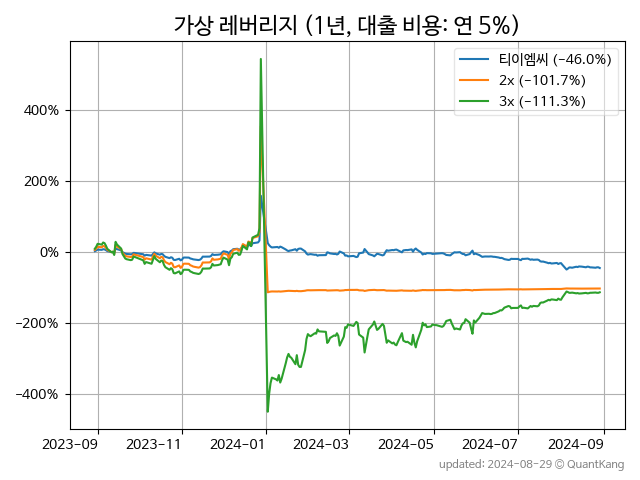 가상 레버리지 (1년, 대출 비용: 연 5%)
티이엠씨 (-46.0%)
2x (-101.7%)
3x (-111.3%)
400%
200%
0%
-200%
-400%
2023-09 2023-11 2024-01 2024-03 2024-05 2024-07 2024-09
updated: 2024-08-29 © QuantKang